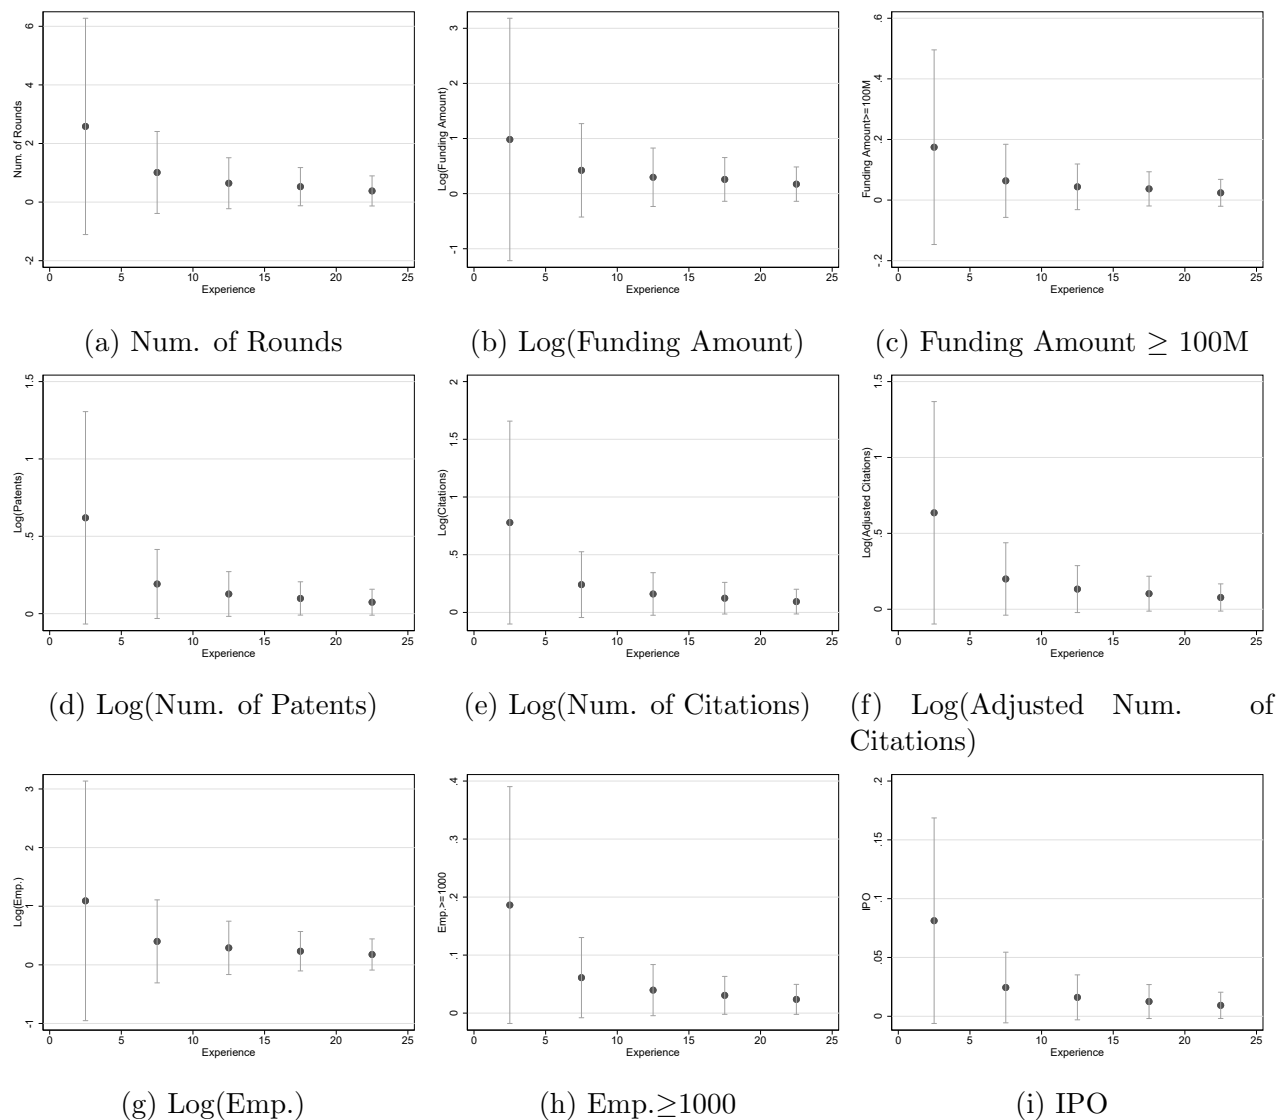 Num. of Rounds
-2 0 2 4 6
0 5 10 15 20 25
Experience
Log(Funding Amount)
-1 0 1 2 3
0 5 10 15 20 25
Experience
Funding Amount>=100M
-.2 0 .2 .4 .6
0 5 10 15 20 25
Experience
(a) Num. of Rounds
(b) Log(Funding Amount)
(c) Funding Amount ≥ 100M
Log(Patents)
0 .5 1 1.5
0 5 10 15 20 25
Experience
Log(Citations)
0 .5 1 1.5 2
0 5 10 15 20 25
Experience
Log(Adjusted Citations)
0 .5 1 1.5
0 5 10 15 20 25
Experience
(d) Log(Num. of Patents)
(e) Log(Num. of Citations)
(f) Log(Adjusted Num. of
Citations)
Log(Emp.)
-1 0 1 2 3
0 5 10 15 20 25
Experience
Emp.>=1000
0 .1 .2 .3 .4
0 5 10 15 20 25
Experience
IPO
0 .05 .1 .15 .2
0 5 10 15 20 25
Experience
(g) Log(Emp.)
(h) Emp.≥1000
(i) IPO